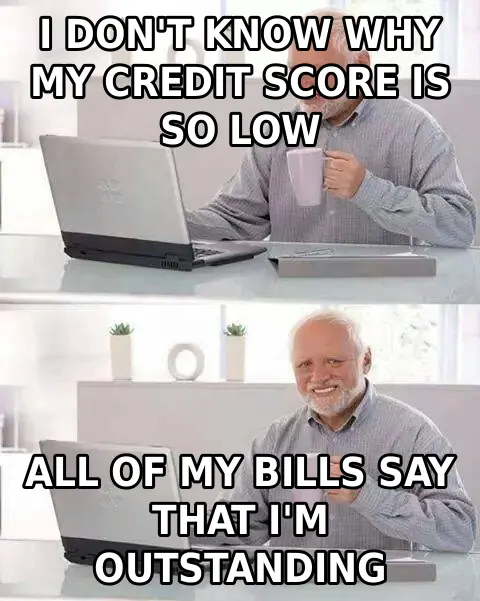 I DON'T KNOW WHY
MY CREDIT SCORE IS
SO LOW
ALL OF MY BILLS SAY
THAT I'M
OUTSTANDING